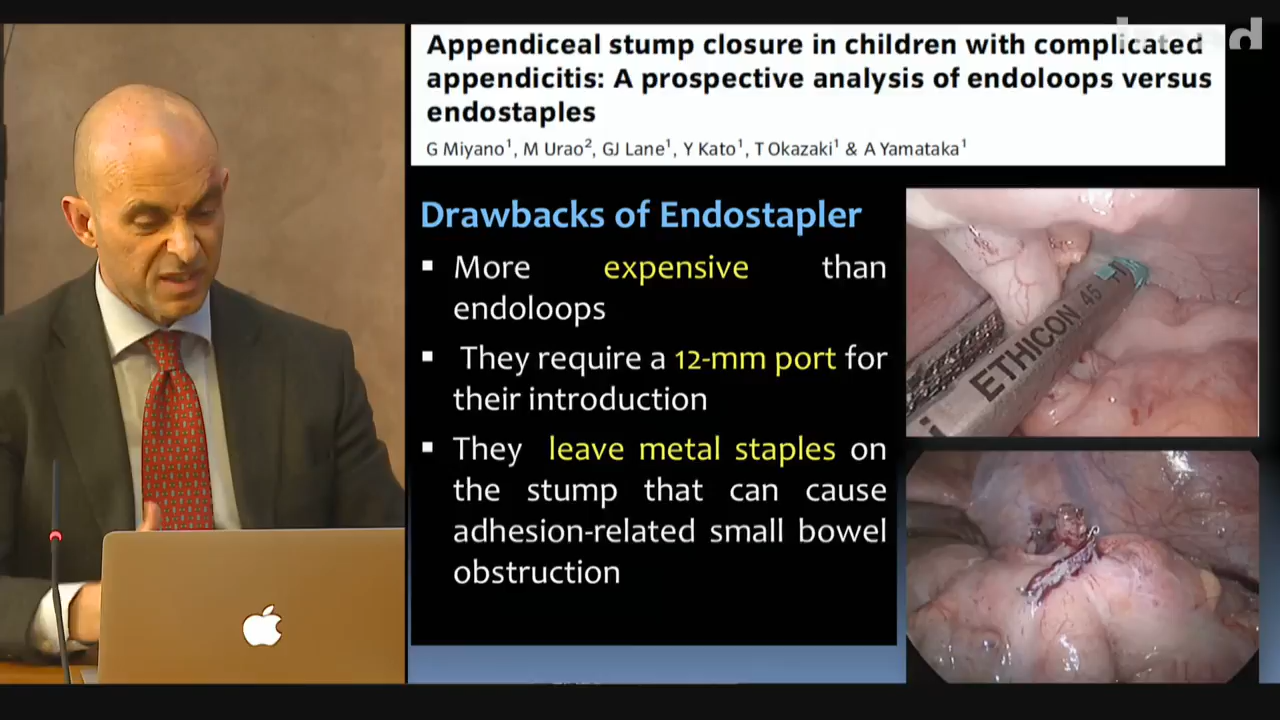 Appendiceal stump closure in children with complicated
appendicitis: A prospective analysis of endoloops versus
endostaples
G Miyano¹, M Urao², GJ Lane¹, Y Kato¹, T Okazaki¹ & A Yamataka¹
Drawbacks of Endostapler
▪ More expensive than
endoloops
▪ They require a 12-mm port for
their introduction
▪ They leave metal staples on
the stump that can cause
adhesion-related small bowel
obstruction
ETHICON 45